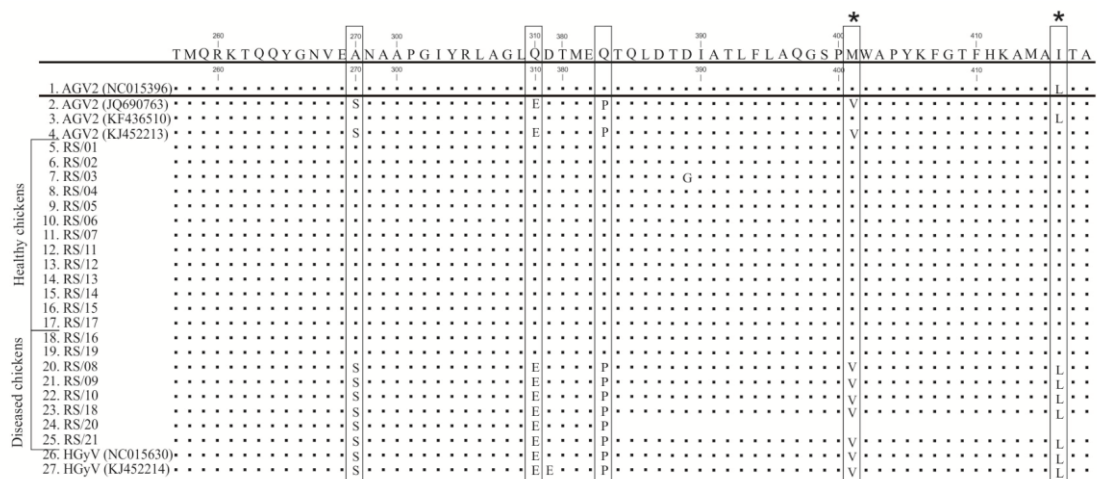 * *
260 270 300 310 380 390 400 410
T M Q R K T Q Q Y G N V E A N A A P G I Y R L A G L Q D T M E Q T Q L D T D I A T L F L A Q G S P M W A P Y K F G T F H K A M A I T A
260 270 300 310 380 390 400 410
1. AGV2 (NC015396) L
2. AGV2 (JQ690763) S E P V
3. AGV2 (KF436510) L
4. AGV2 (KJ452213) S E P V
Healthy chickens
5. RS/01
6. RS/02
7. RS/03 G
8. RS/04
9. RS/05
10. RS/06
11. RS/07
12. RS/11
13. RS/12
14. RS/13
15. RS/14
16. RS/15
17. RS/17
Diseased chickens
18. RS/16
19. RS/19
20. RS/08 S E P V L
21. RS/09 S E P V L
22. RS/10 S E P V L
23. RS/18 S E P V L
24. RS/20 S E P
25. RS/21 S E P V L
26. HGyV (NC015630) S E P V L
27. HGyV (KJ452214) S E E P V L